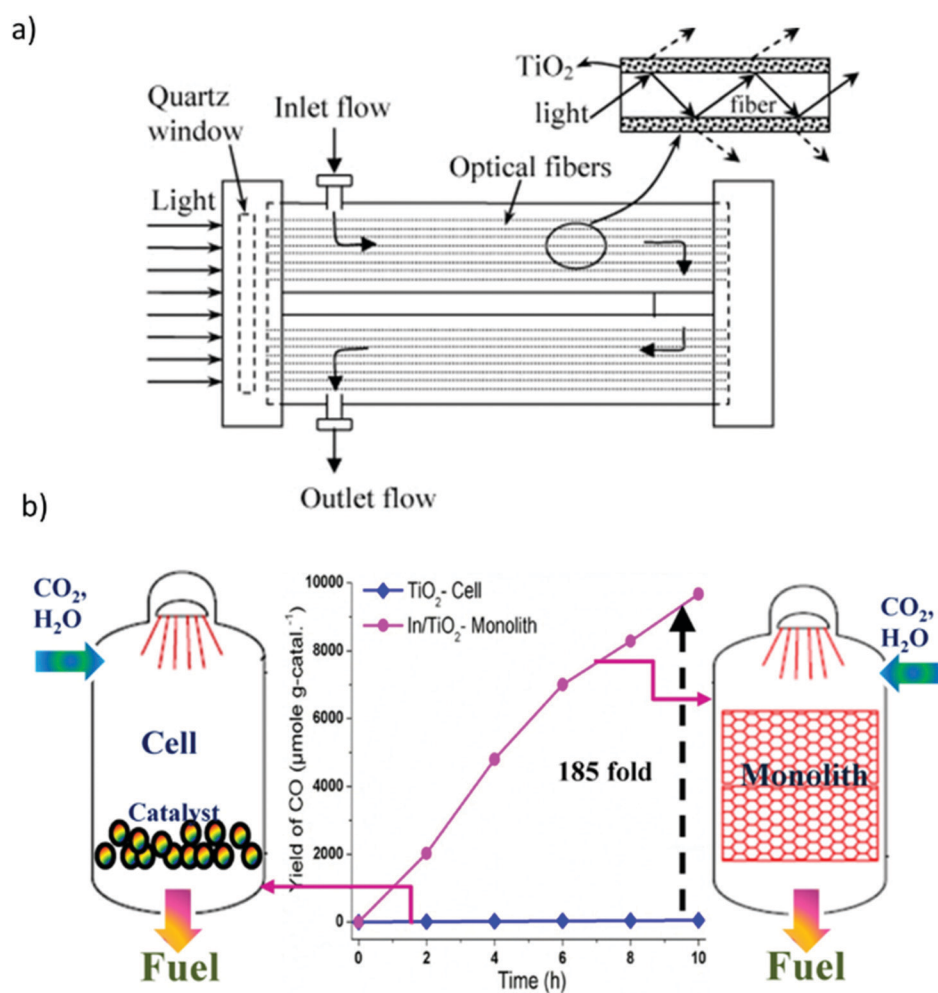 a)
TiO₂
light
fiber
Quartz
window
Inlet flow
Optical fibers
Light
Outlet flow
b)
CO₂,
H₂O
Cell
Catalyst
Fuel
Yield of CO (μmole g-catal.⁻¹)
10000
8000
6000
4000
2000
0
TiO₂- Cell
In/TiO₂- Monolith
185 fold
0 2 4 6 8 10
Time (h)
CO₂,
H₂O
Monolith
Fuel